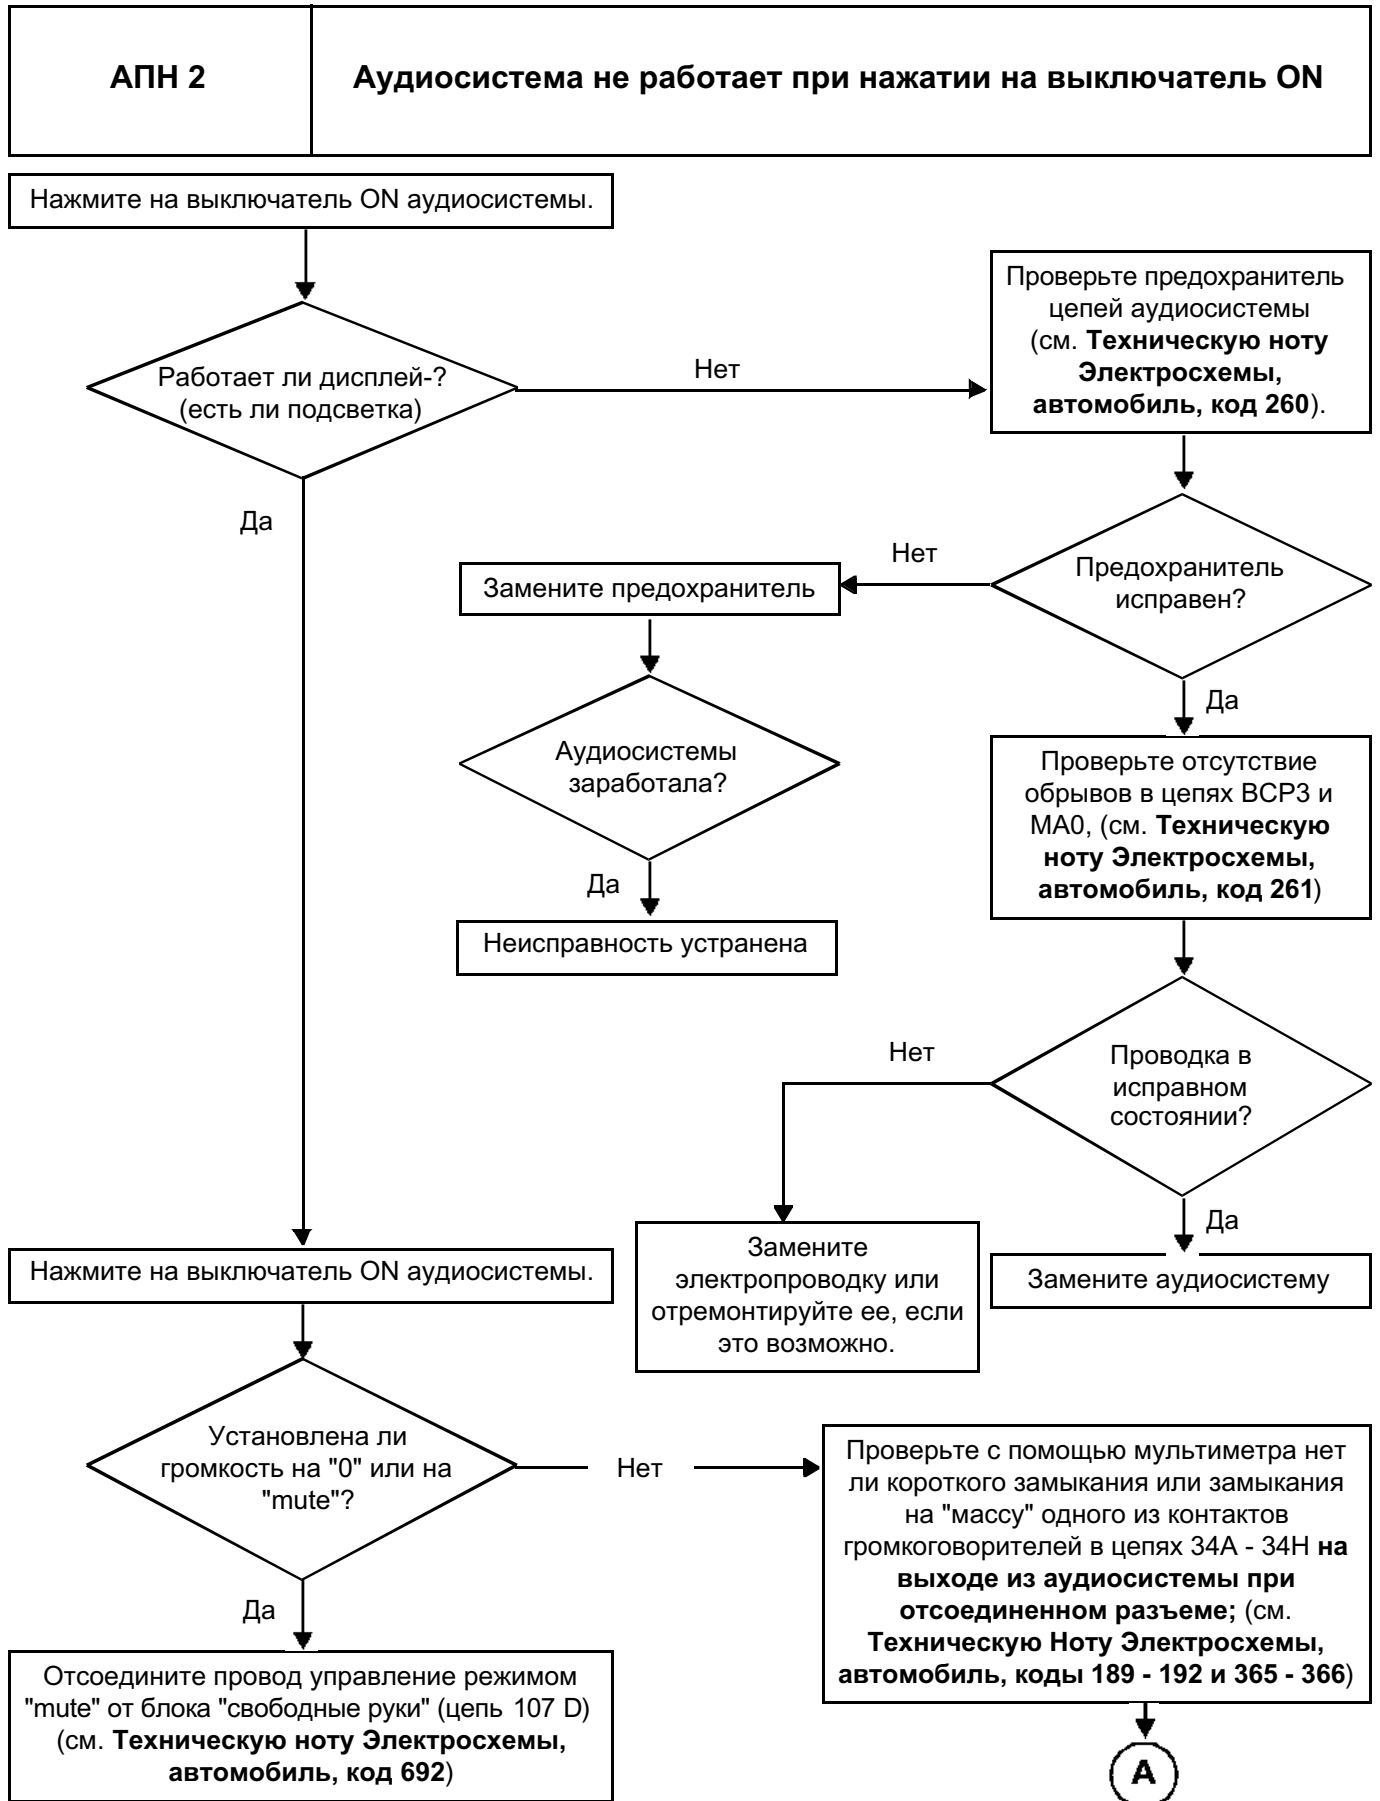 АПН 2
Аудиосистема не работает при нажатии на выключатель ON
Нажмите на выключатель ON аудиосистемы.
Работает ли дисплей-?
(есть ли подсветка)
Нет
Проверьте предохранитель
цепей аудиосистемы
(см. Техническую ноту
Электросхемы,
автомобиль, код 260).
Да
Предохранитель
исправен?
Нет
Замените предохранитель
Аудиосистемы
заработала?
Да
Неисправность устранена
Да
Проверьте отсутствие
обрывов в цепях BCP3 и
MA0, (см. Техническую
ноту Электросхемы,
автомобиль, код 261)
Проводка в
исправном
состоянии?
Нет
Замените
электропроводку или
отремонтируйте ее, если
это возможно.
Да
Замените аудиосистему
Нажмите на выключатель ON аудиосистемы.
Установлена ли
громкость на "0" или на
"mute"?
Нет
Проверьте с помощью мультиметра нет
ли короткого замыкания или замыкания
на "массу" одного из контактов
громкоговорителей в цепях 34A - 34H на
выходе из аудиосистемы при
отсоединенном разъеме; (см.
Техническую Ноту Электросхемы,
автомобиль, коды 189 - 192 и 365 - 366)
A
Да
Отсоедините провод управление режимом
"mute" от блока "свободные руки" (цепь 107 D)
(см. Техническую ноту Электросхемы,
автомобиль, код 692)